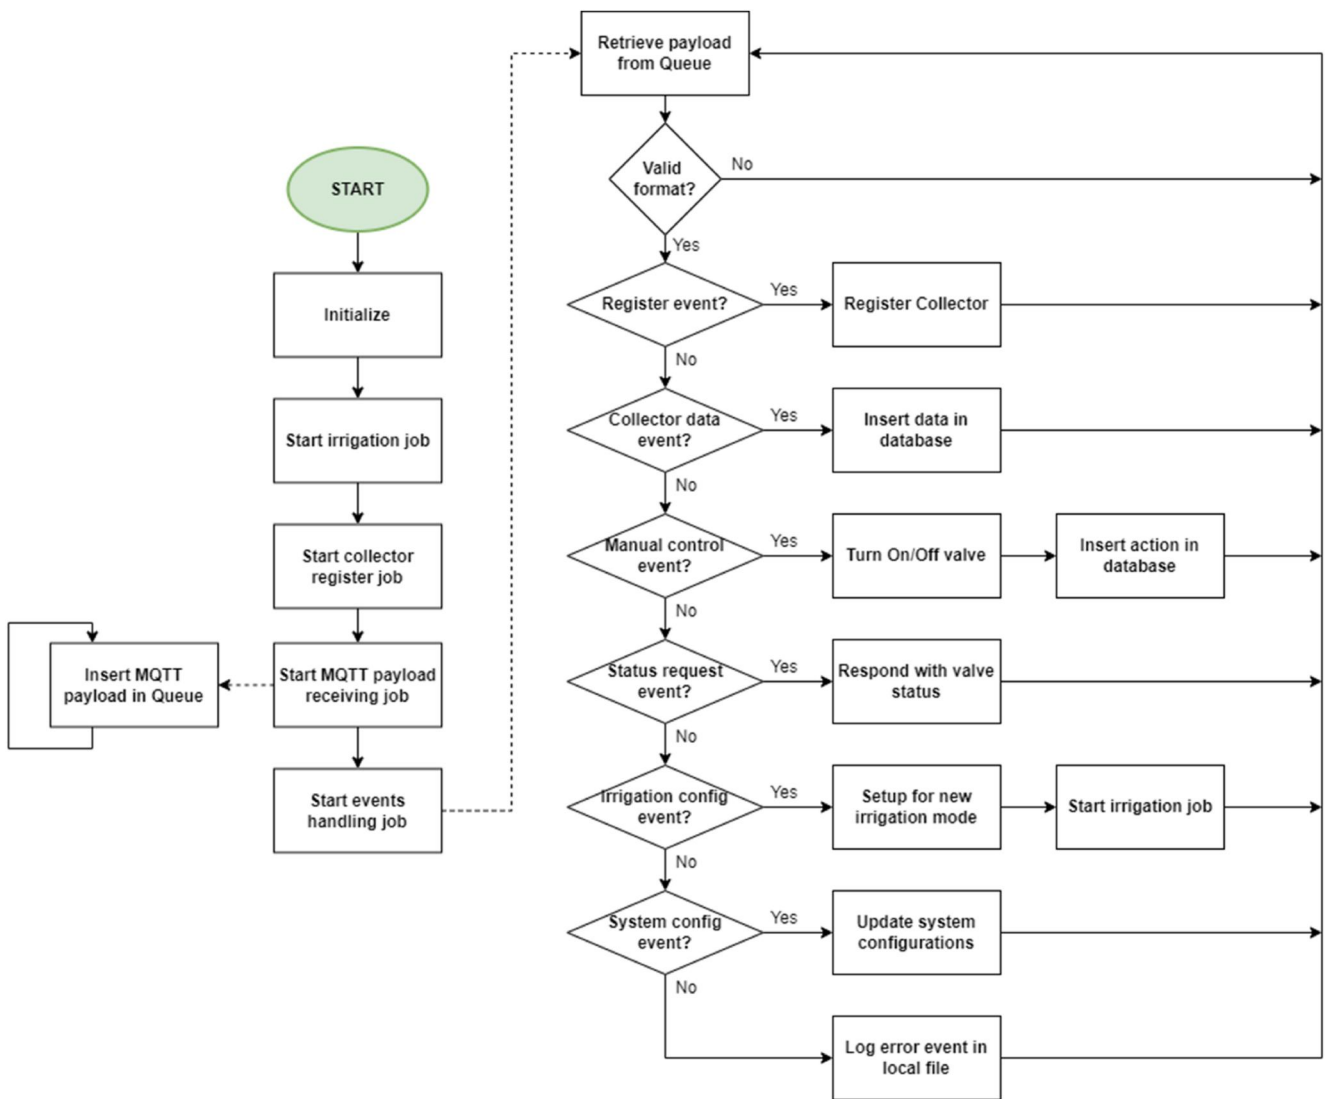 START
Initialize
Start irrigation job
Start collector
register job
Start MQTT payload
receiving job
Insert MQTT
payload in Queue
Start events
handling job
Retrieve payload
from Queue
Valid
format?
No
Yes
Register event?
Yes
Register Collector
No
Collector data
event?
Yes
Insert data in
database
No
Manual control
event?
Yes
Turn On/Off valve
Insert action in
database
No
Status request
event?
Yes
Respond with valve
status
No
Irrigation config
event?
Yes
Setup for new
irrigation mode
Start irrigation job
No
System config
event?
Yes
Update system
configurations
No
Log error event in
local file